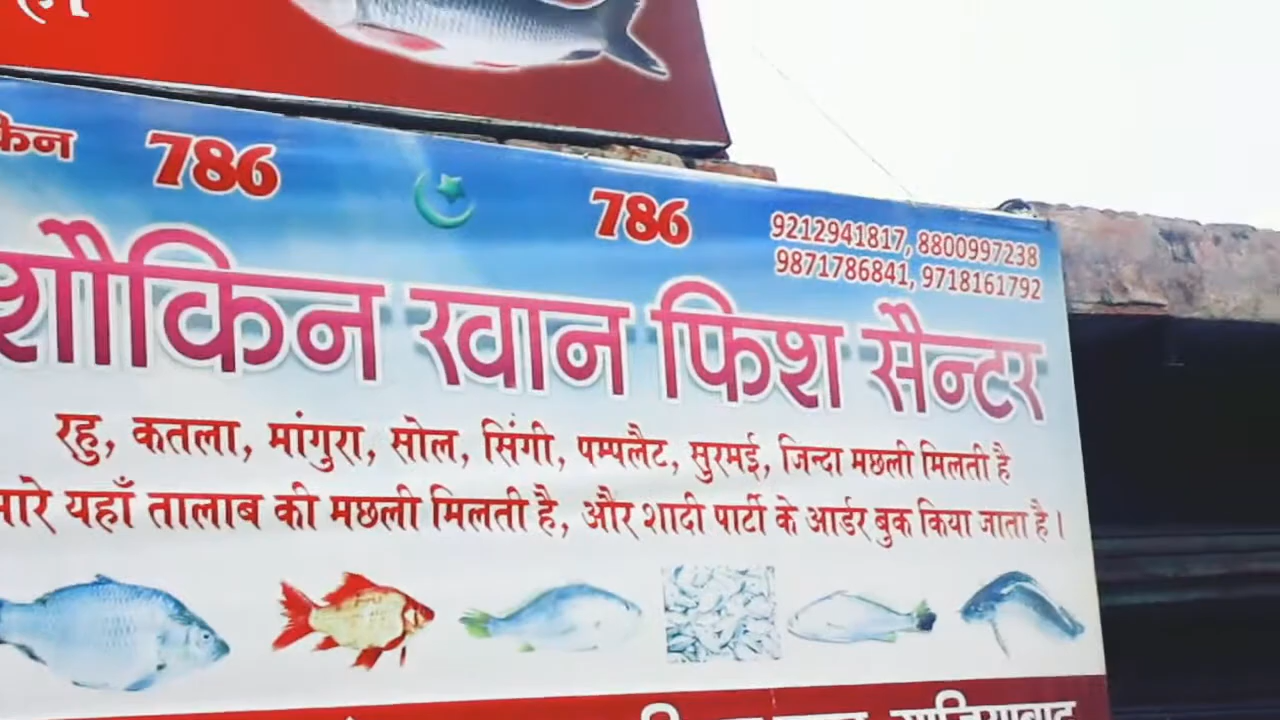 786 786
9212941817, 8800997238
9871786841, 9718161792
शौकिन खान फिश सैन्टर
रहु, कतला, मांगुरा, सोल, सिंगी, पम्पलैट, सुरमई, जिन्दा मछली मिलती है
यहाँ तालाब की मछली मिलती है, और शादी पार्टी के आर्डर बुक किया जाता है।